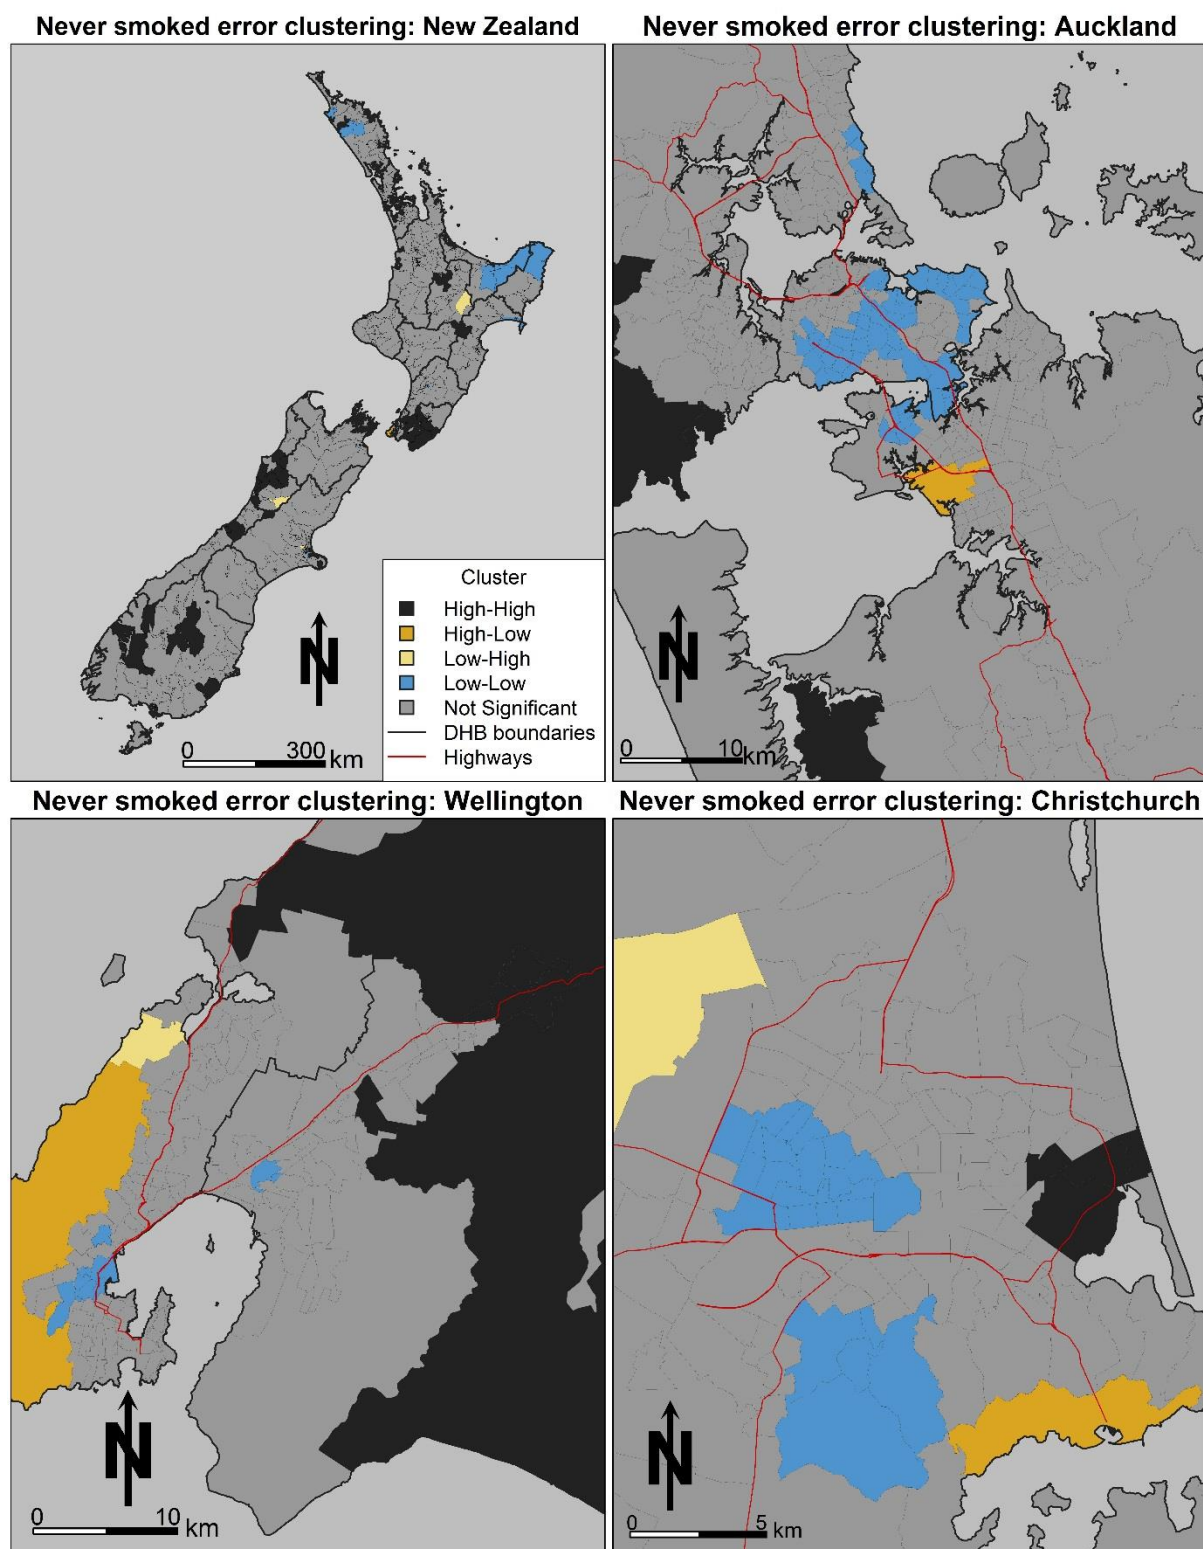 Never smoked error clustering: New Zealand
Never smoked error clustering: Auckland
Cluster
High-High
High-Low
Low-High
Low-Low
Not Significant
DHB boundaries
Highways
N
0 300 km
N
0 10 km
Never smoked error clustering: Wellington
Never smoked error clustering: Christchurch
N
0 10 km
N
0 5 km